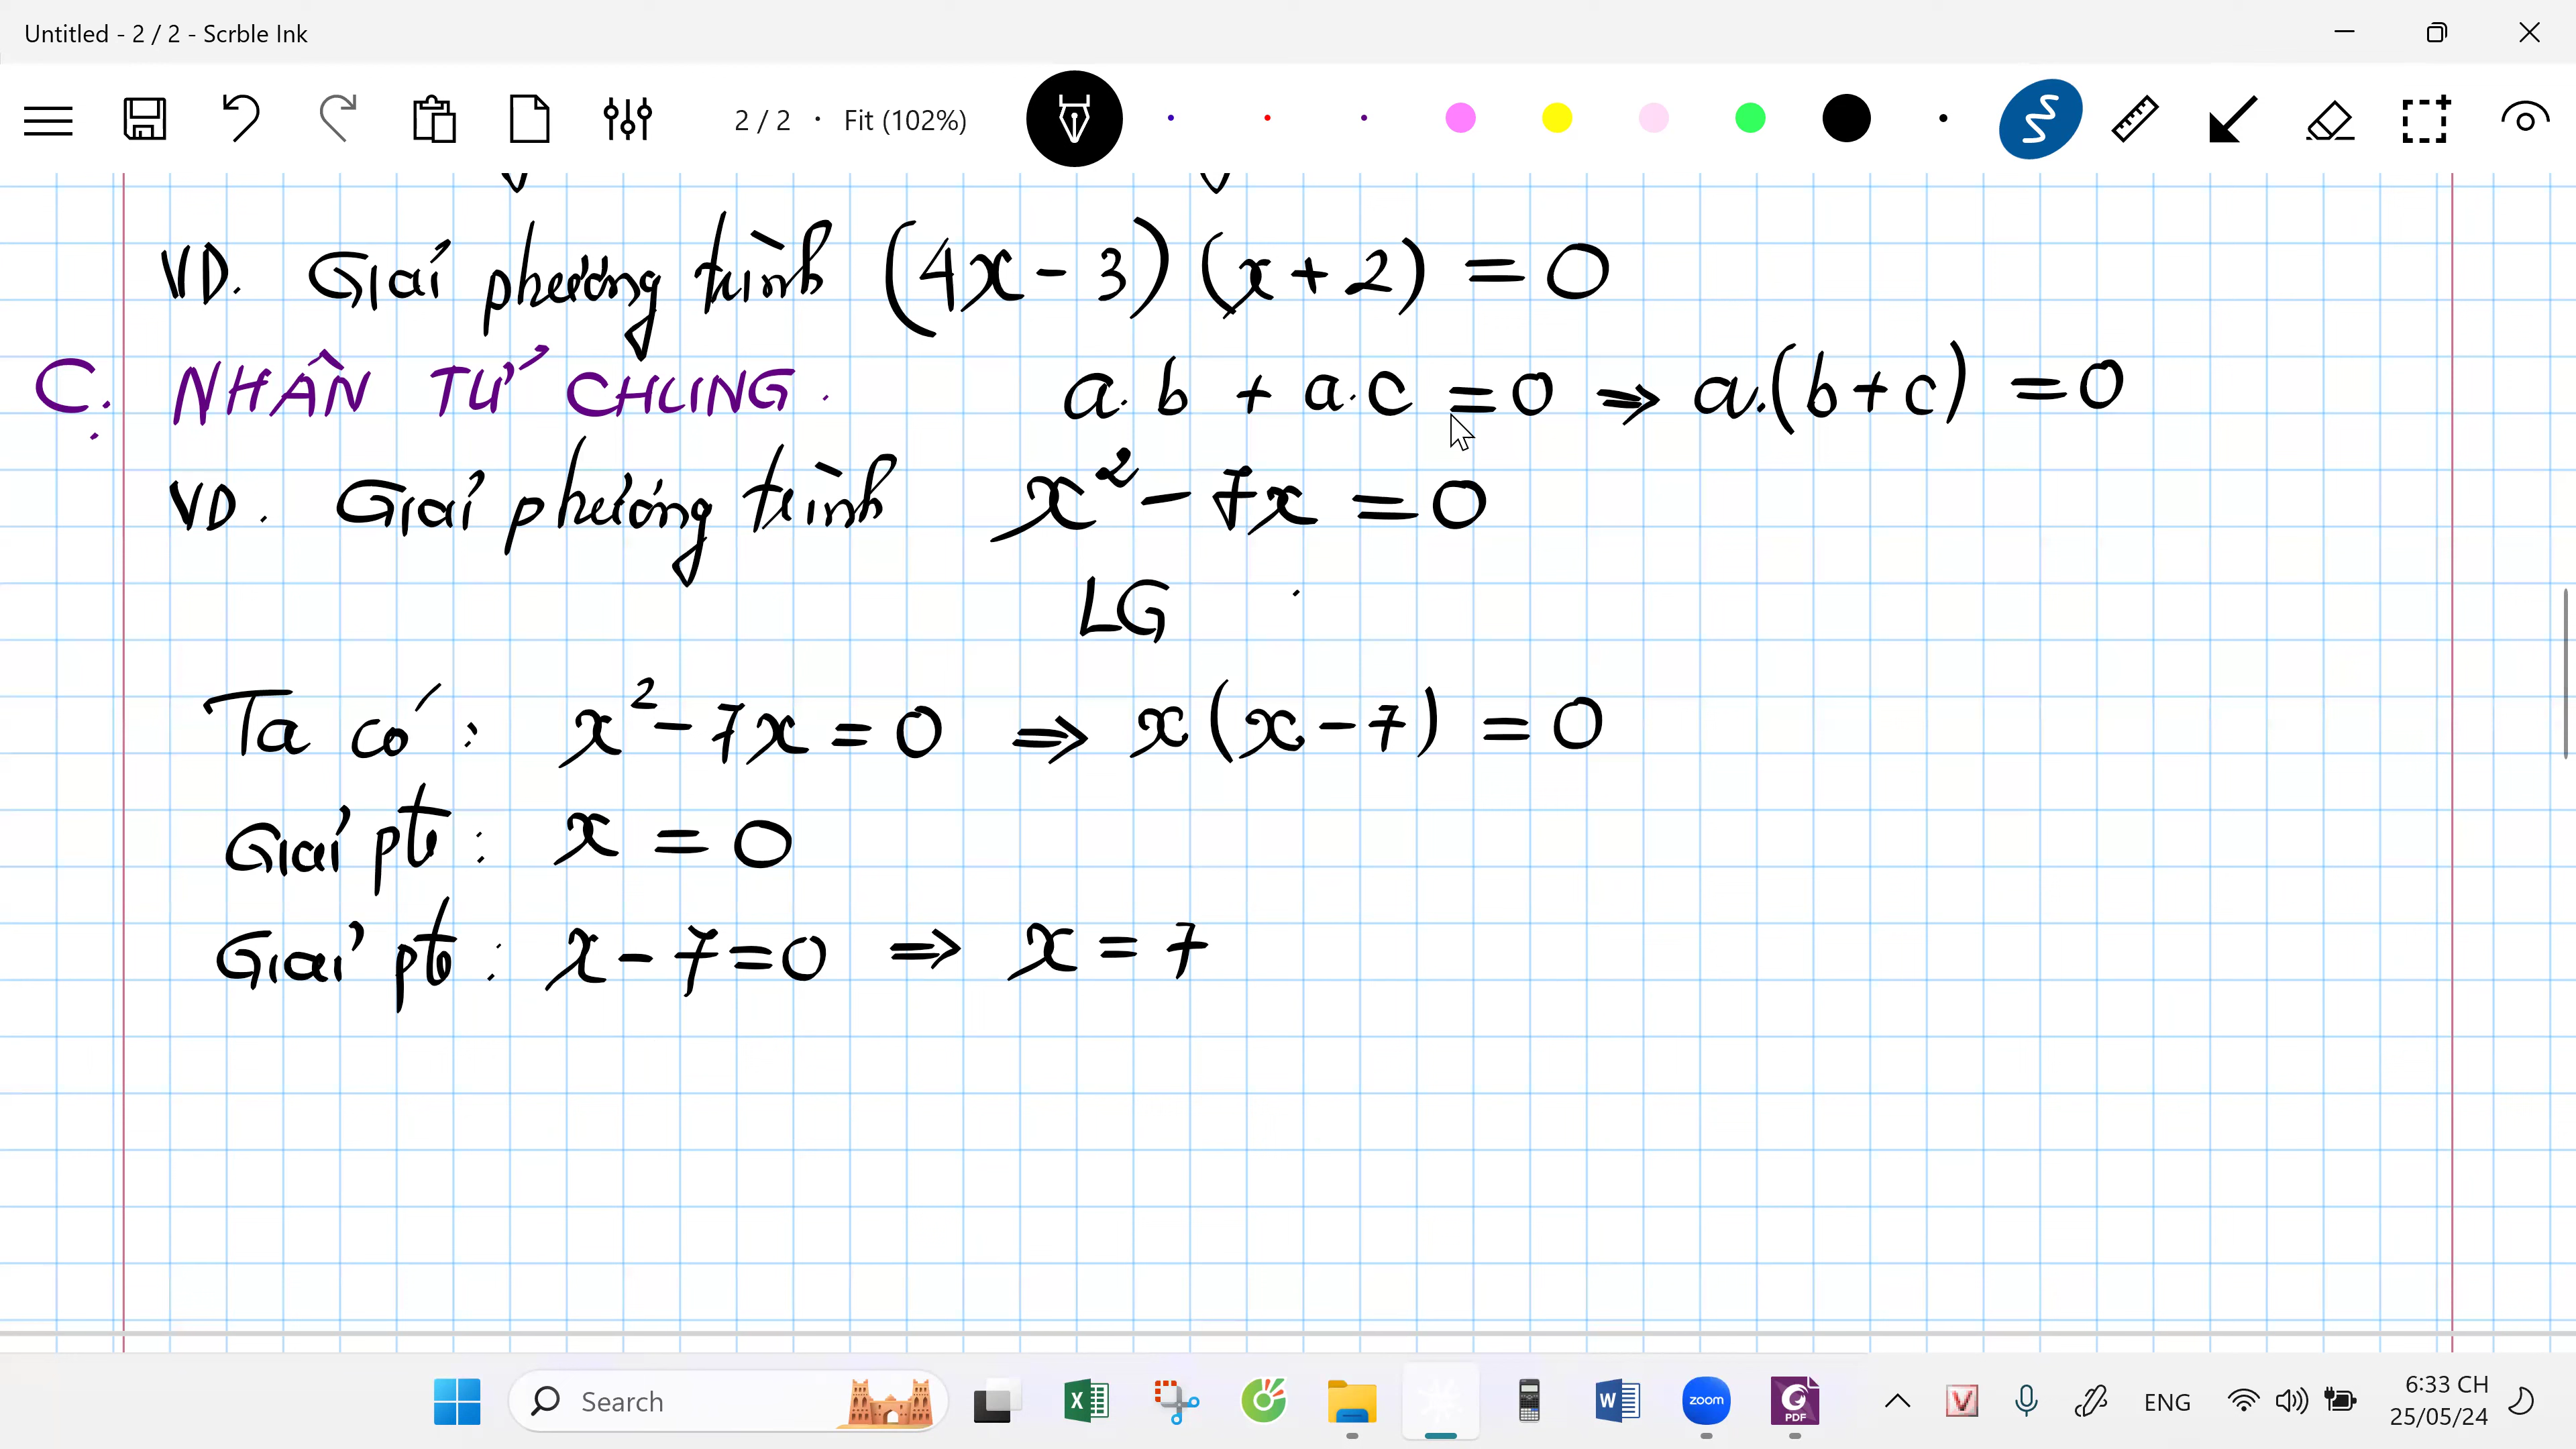 Untitled - 2 / 2 - Scrble Ink
2 / 2 · Fit (102%)
VD. Giải phương trình (4x - 3)(x + 2) = 0
C. NHÂN TỬ CHUNG. a.b + a.c = 0 ⇒ a.(b+c) = 0
VD. Giải phương trình x² - 7x = 0
LG
Ta có: x² - 7x = 0 ⇒ x(x - 7) = 0
Giải pt: x = 0
Giải pt: x - 7 = 0 ⇒ x = 7
Search
zoom
PDF
ENG
6:33 CH
25/05/24